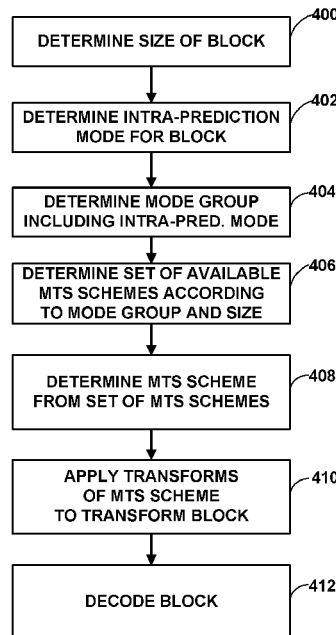 400
DETERMINE SIZE OF BLOCK
402
DETERMINE INTRA-PREDICTION
MODE FOR BLOCK
404
DETERMINE MODE GROUP
INCLUDING INTRA-PRED. MODE
406
DETERMINE SET OF AVAILABLE
MTS SCHEMES ACCORDING
TO MODE GROUP AND SIZE
408
DETERMINE MTS SCHEME
FROM SET OF MTS SCHEMES
410
APPLY TRANSFORMS
OF MTS SCHEME
TO TRANSFORM BLOCK
412
DECODE BLOCK